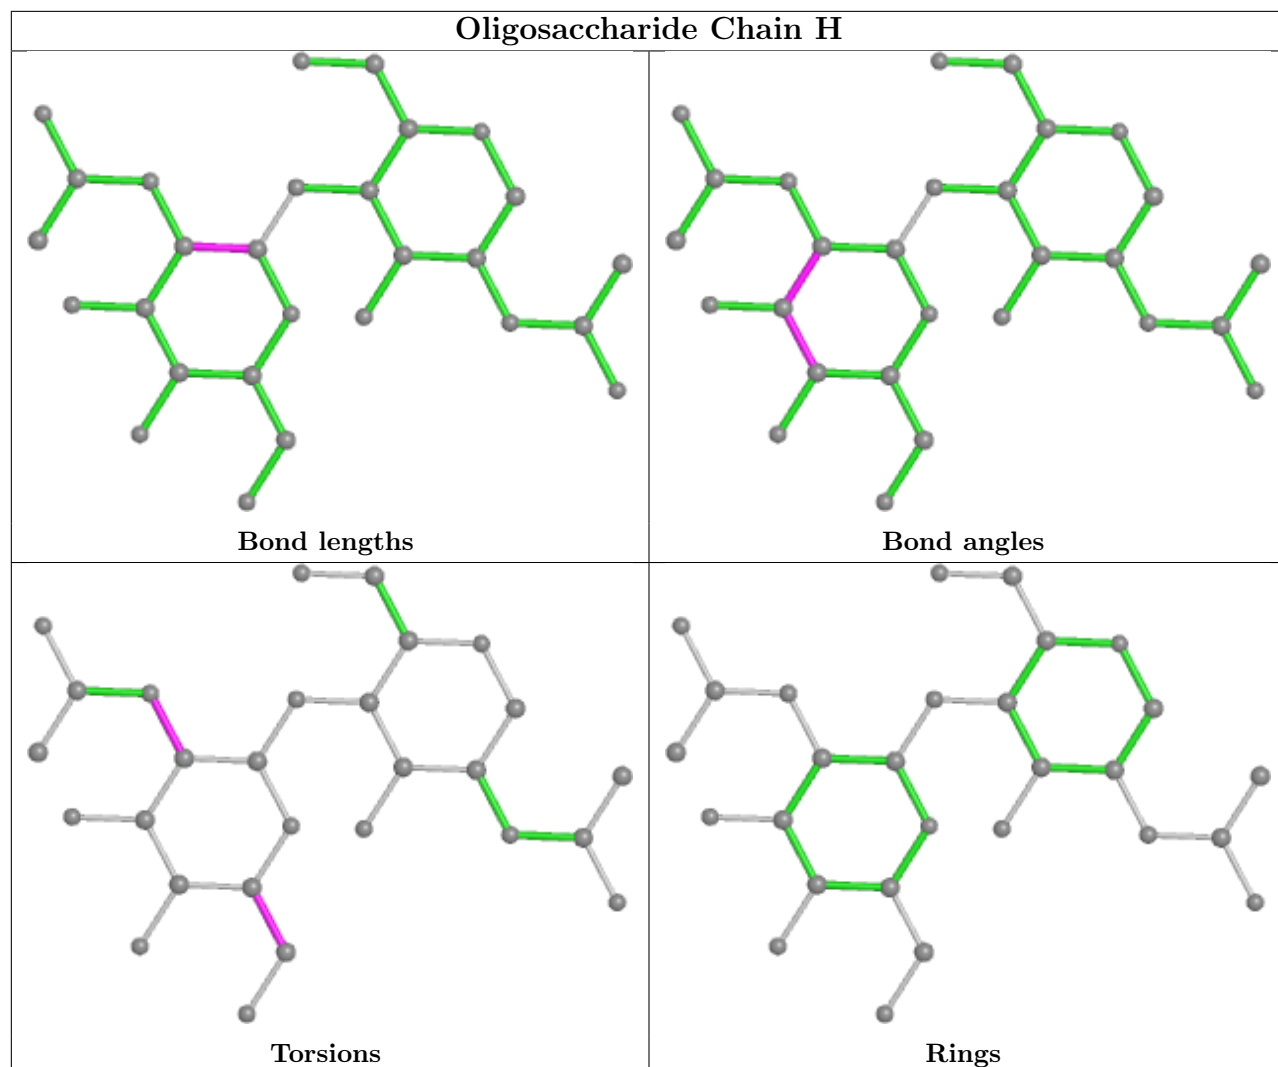 Oligosaccharide Chain H
Bond lengths
Bond angles
Torsions
Rings